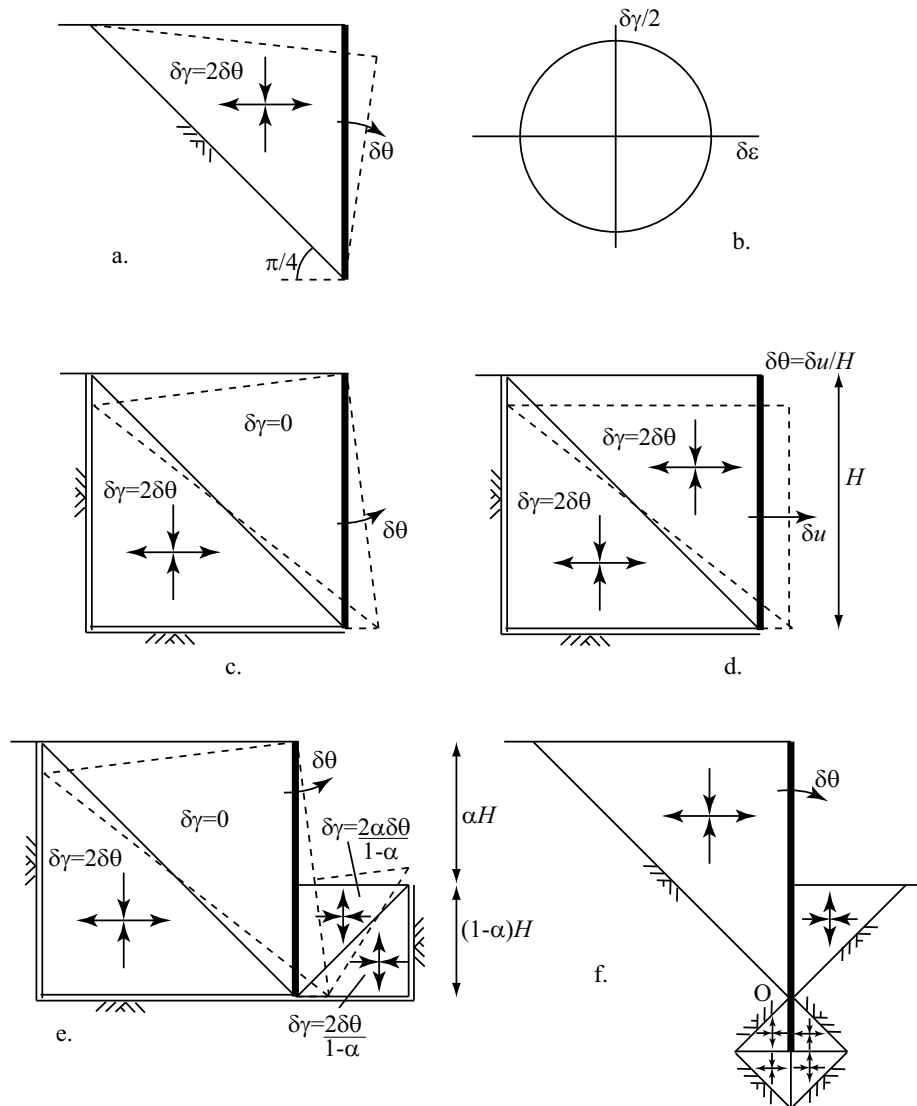 δγ=2δθ
δθ
π/4
a.
δγ/2
δε
b.
δγ=0
δγ=2δθ
δθ
c.
δθ=δu/H
δγ=2δθ
δγ=2δθ
H
δu
d.
δθ
δγ=0
δγ=2αδθ
1-α
δγ=2δθ
αH
(1-α)H
δγ=2δθ
1-α
e.
δθ
O
f.